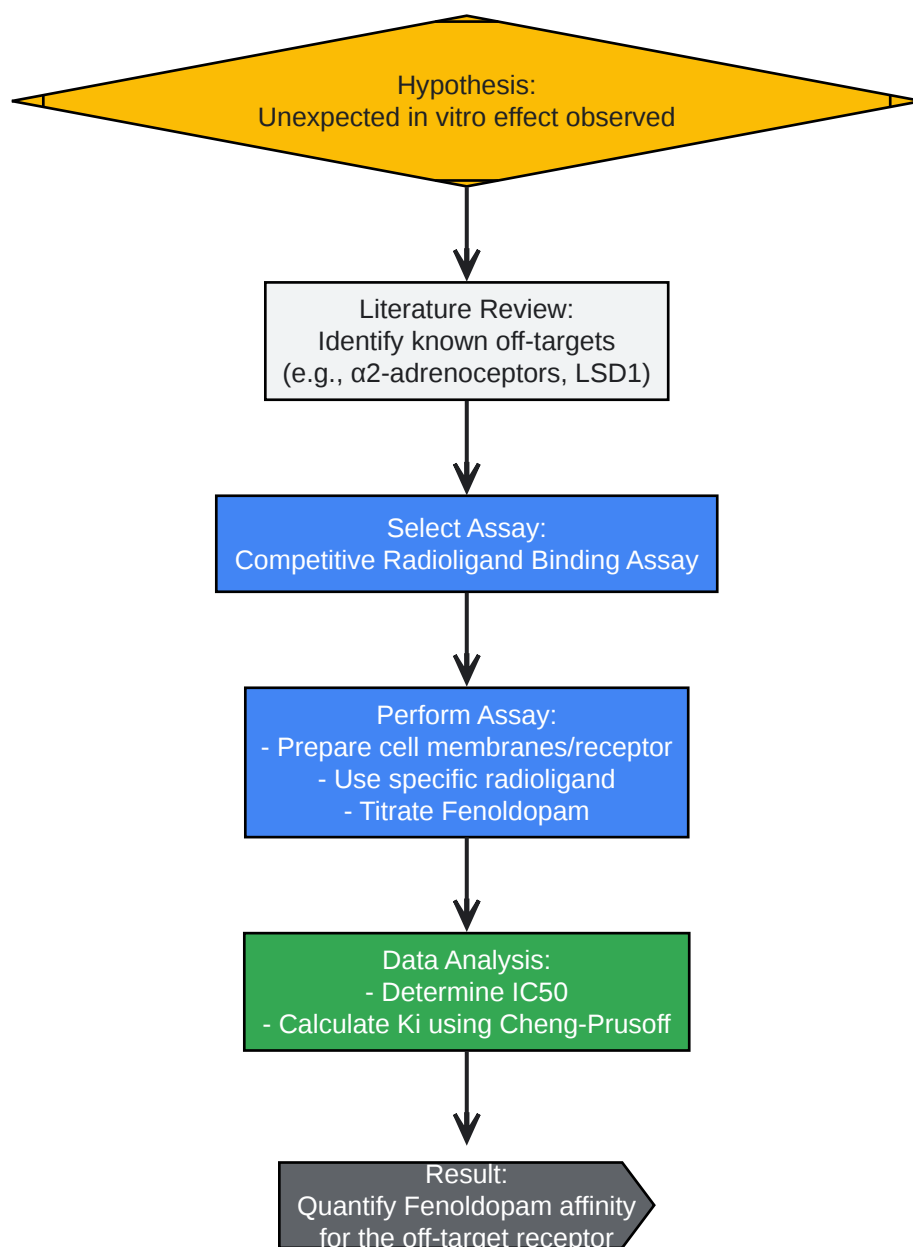 Hypothesis:
Unexpected in vitro effect observed
Literature Review:
Identify known off-targets
(e.g., α2-adrenoceptors, LSD1)
Select Assay:
Competitive Radioligand Binding Assay
Perform Assay:
- Prepare cell membranes/receptor
- Use specific radioligand
- Titrate Fenoldopam
Data Analysis:
- Determine IC50
- Calculate Ki using Cheng-Prusoff
Result:
Quantify Fenoldopam affinity
for the off-target receptor